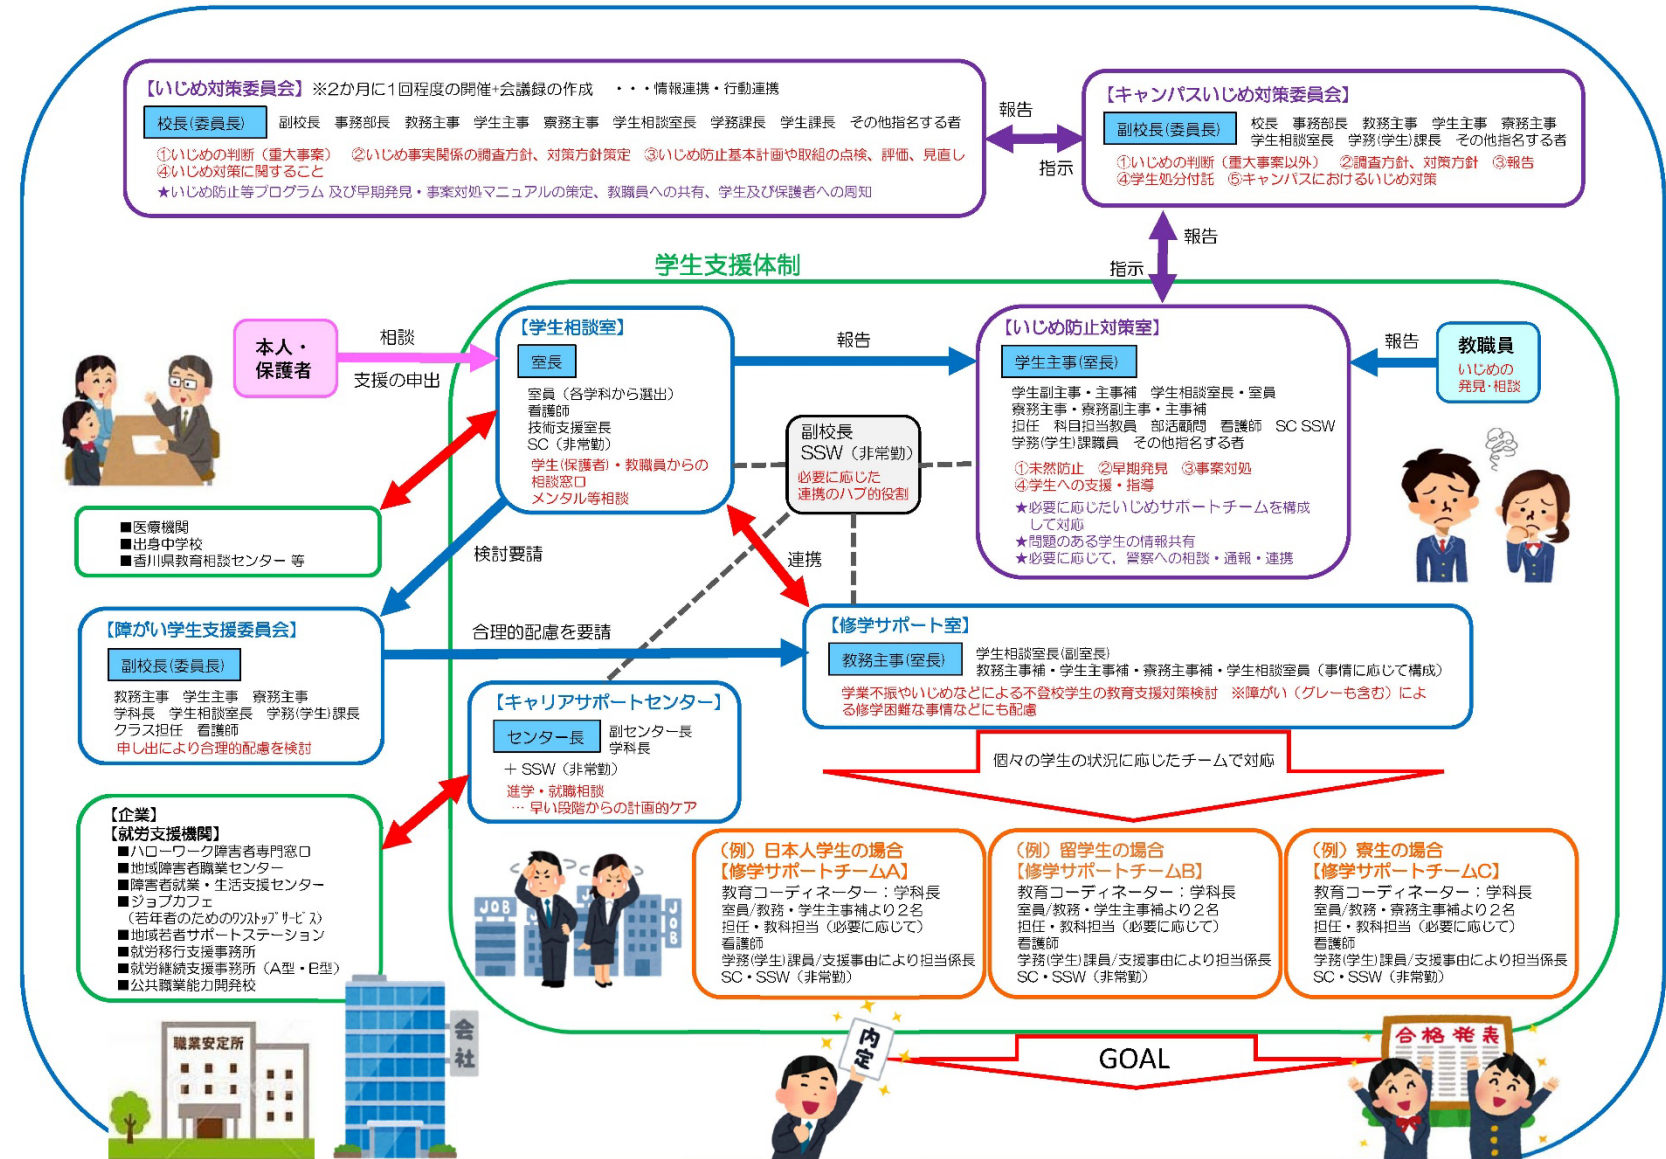 【いじめ対策委員会】※2か月に1回程度の開催+会議録の作成　・・・情報連携・行動連携
校長(委員長)　副校長　事務部長　教務主事　学生主事　寮務主事　学生相談室長　学務課長　学生課長　その他指名する者
①いじめの判断（重大事案）　②いじめ事実関係の調査方針、対策方針策定　③いじめ防止基本計画や取組の点検、評価、見直し
④いじめ対策に関すること
★いじめ防止等プログラム 及び早期発見・事案対処マニュアルの策定、教職員への共有、学生及び保護者への周知
報告
指示
【キャンパスいじめ対策委員会】
副校長(委員長)
校長　事務部長　教務主事　学生主事　寮務主事
学生相談室長　学務(学生)課長　その他指名する者
①いじめの判断（重大事案以外）　②調査方針、対策方針　③報告
④学生処分付託　⑤キャンパスにおけるいじめ対策
報告
指示
学生支援体制
本人・
保護者
相談
支援の申出
【学生相談室】
室長
室員（各学科から選出）
看護師
技術支援室長
SC（非常勤）
学生(保護者)・教職員からの
相談窓口
メンタル等相談
報告
【いじめ防止対策室】
学生主事(室長)
学生副主事・主事補　学生相談室長・室員
寮務主事・寮務副主事・主事補
担任　科目担当教員　部活顧問　看護師　SC SSW
学務(学生)課職員　その他指名する者
①未然防止　②早期発見　③事案対処
④学生への支援・指導
★必要に応じたいじめサポートチームを構成
して対応
★問題のある学生の情報共有
★必要に応じて，警察への相談・通報・連携
報告
教職員
いじめの
発見・相談
副校長
SSW（非常勤）
必要に応じた
連携のハブ的役割
■医療機関
■出身中学校
■香川県教育相談センター 等
検討要請
連携
【障がい学生支援委員会】
副校長(委員長)
教務主事　学生主事　寮務主事
学科長　学生相談室長　学務(学生)課長
クラス担任　看護師
申し出により合理的配慮を検討
合理的配慮を要請
【修学サポート室】
教務主事(室長)
学生相談室長(副室長)
教務主事補・学生主事補・寮務主事補・学生相談室員（事情に応じて構成）
学業不振やいじめなどによる不登校学生の教育支援対策検討　※障がい（グレーも含む）によ
る修学困難な事情などにも配慮
【キャリアサポートセンター】
センター長
副センター長
学科長
＋SSW（非常勤）
進学・就職相談
… 早い段階からの計画的ケア
個々の学生の状況に応じたチームで対応
【企業】
【就労支援機関】
■ハローワーク障害者専門窓口
■地域障害者職業センター
■障害者就業・生活支援センター
■ジョブカフェ
（若年者のためのワンストップサービス）
■地域若者サポートステーション
■就労移行支援事務所
■就労継続支援事務所（A型・B型）
■公共職業能力開発校
（例）日本人学生の場合
【修学サポートチームA】
教育コーディネーター：学科長
室員/教務・学生主事補より2名
担任・教科担当（必要に応じて）
看護師
学務(学生)課員/支援事由により担当係長
SC・SSW（非常勤）
（例）留学生の場合
【修学サポートチームB】
教育コーディネーター：学科長
室員/教務・学生主事補より2名
担任・教科担当（必要に応じて）
看護師
学務(学生)課員/支援事由により担当係長
SC・SSW（非常勤）
（例）寮生の場合
【修学サポートチームC】
教育コーディネーター：学科長
室員/教務・寮務主事補より2名
担任・教科担当（必要に応じて）
看護師
学務(学生)課員/支援事由により担当係長
SC・SSW（非常勤）
JOB
JOB
職業安定所
会社
内定
GOAL
合格発表